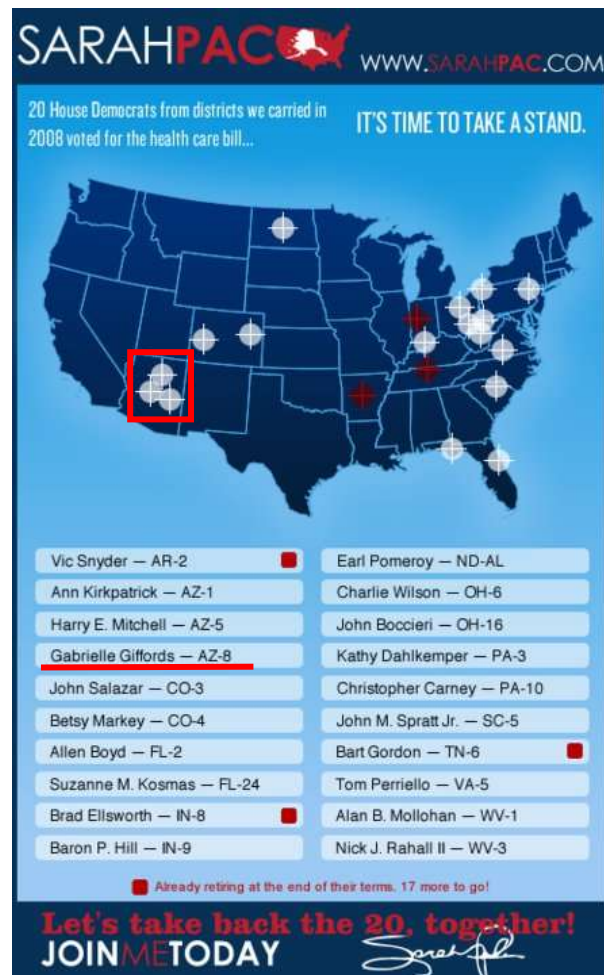 SARAHPAC
WWW.SARAHPAC.COM
20 House Democrats from districts we carried in
2008 voted for the health care bill...
IT'S TIME TO TAKE A STAND.
Vic Snyder — AR-2
Ann Kirkpatrick — AZ-1
Harry E. Mitchell — AZ-5
Gabrielle Giffords — AZ-8
John Salazar — CO-3
Betsy Markey — CO-4
Allen Boyd — FL-2
Suzanne M. Kosmas — FL-24
Brad Ellsworth — IN-8
Baron P. Hill — IN-9
Earl Pomeroy — ND-AL
Charlie Wilson — OH-6
John Boccieri — OH-16
Kathy Dahlkemper — PA-3
Christopher Carney — PA-10
John M. Spratt Jr. — SC-5
Bart Gordon — TN-6
Tom Perriello — VA-5
Alan B. Mollohan — WV-1
Nick J. Rahall II — WV-3
Already retiring at the end of their terms. 17 more to go!
Let's take back the 20, together!
JOINMETODAY
Sarah Palin